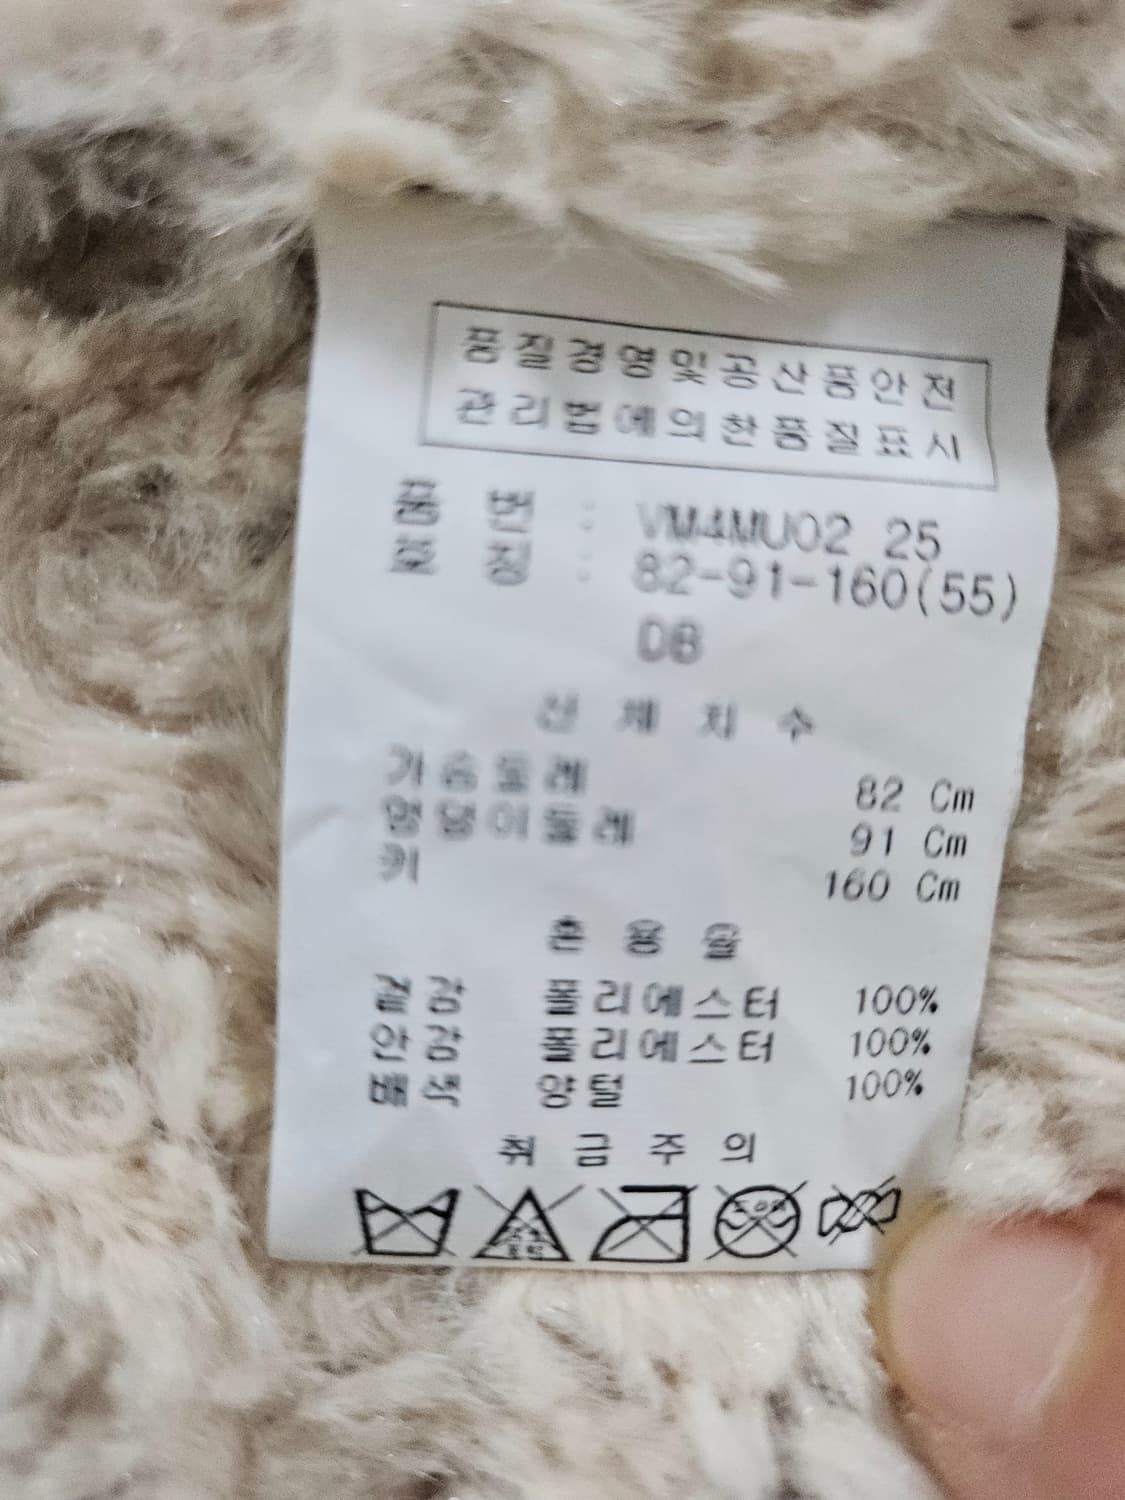 품질경영및공산품안전
관리법에의한품질표시
품 번 : VM4MU02 25
호 칭 : 82-91-160(55)
DB
신 체 치 수
가슴둘레 82 Cm
엉덩이둘레 91 Cm
키 160 Cm
혼 용 율
겉감 폴리에스터 100%
안감 폴리에스터 100%
배색 양털 100%
취 급 주 의